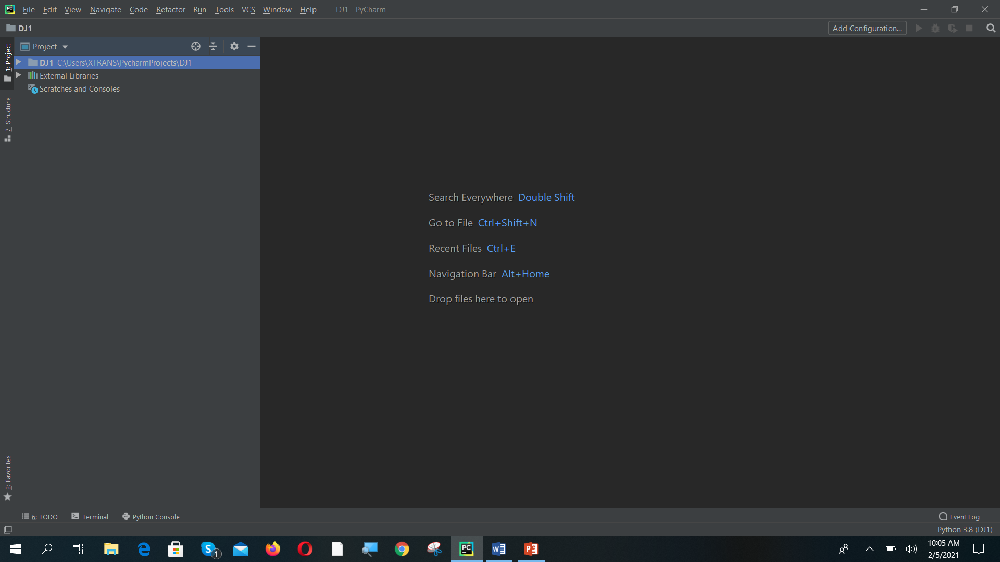 File Edit View Navigate Code Refactor Run Tools VCS Window Help DJ1 - PyCharm
DJ1
Add Configuration...
1: Project
Project
DJ1 C:\Users\XTRANS\PycharmProjects\DJ1
External Libraries
Scratches and Consoles
7: Structure
Search Everywhere Double Shift
Go to File Ctrl+Shift+N
Recent Files Ctrl+E
Navigation Bar Alt+Home
Drop files here to open
2: Favorites
6: TODO Terminal Python Console
Event Log
Python 3.8 (DJ1)
S 1 PC W P
10:05 AM
2/5/2021